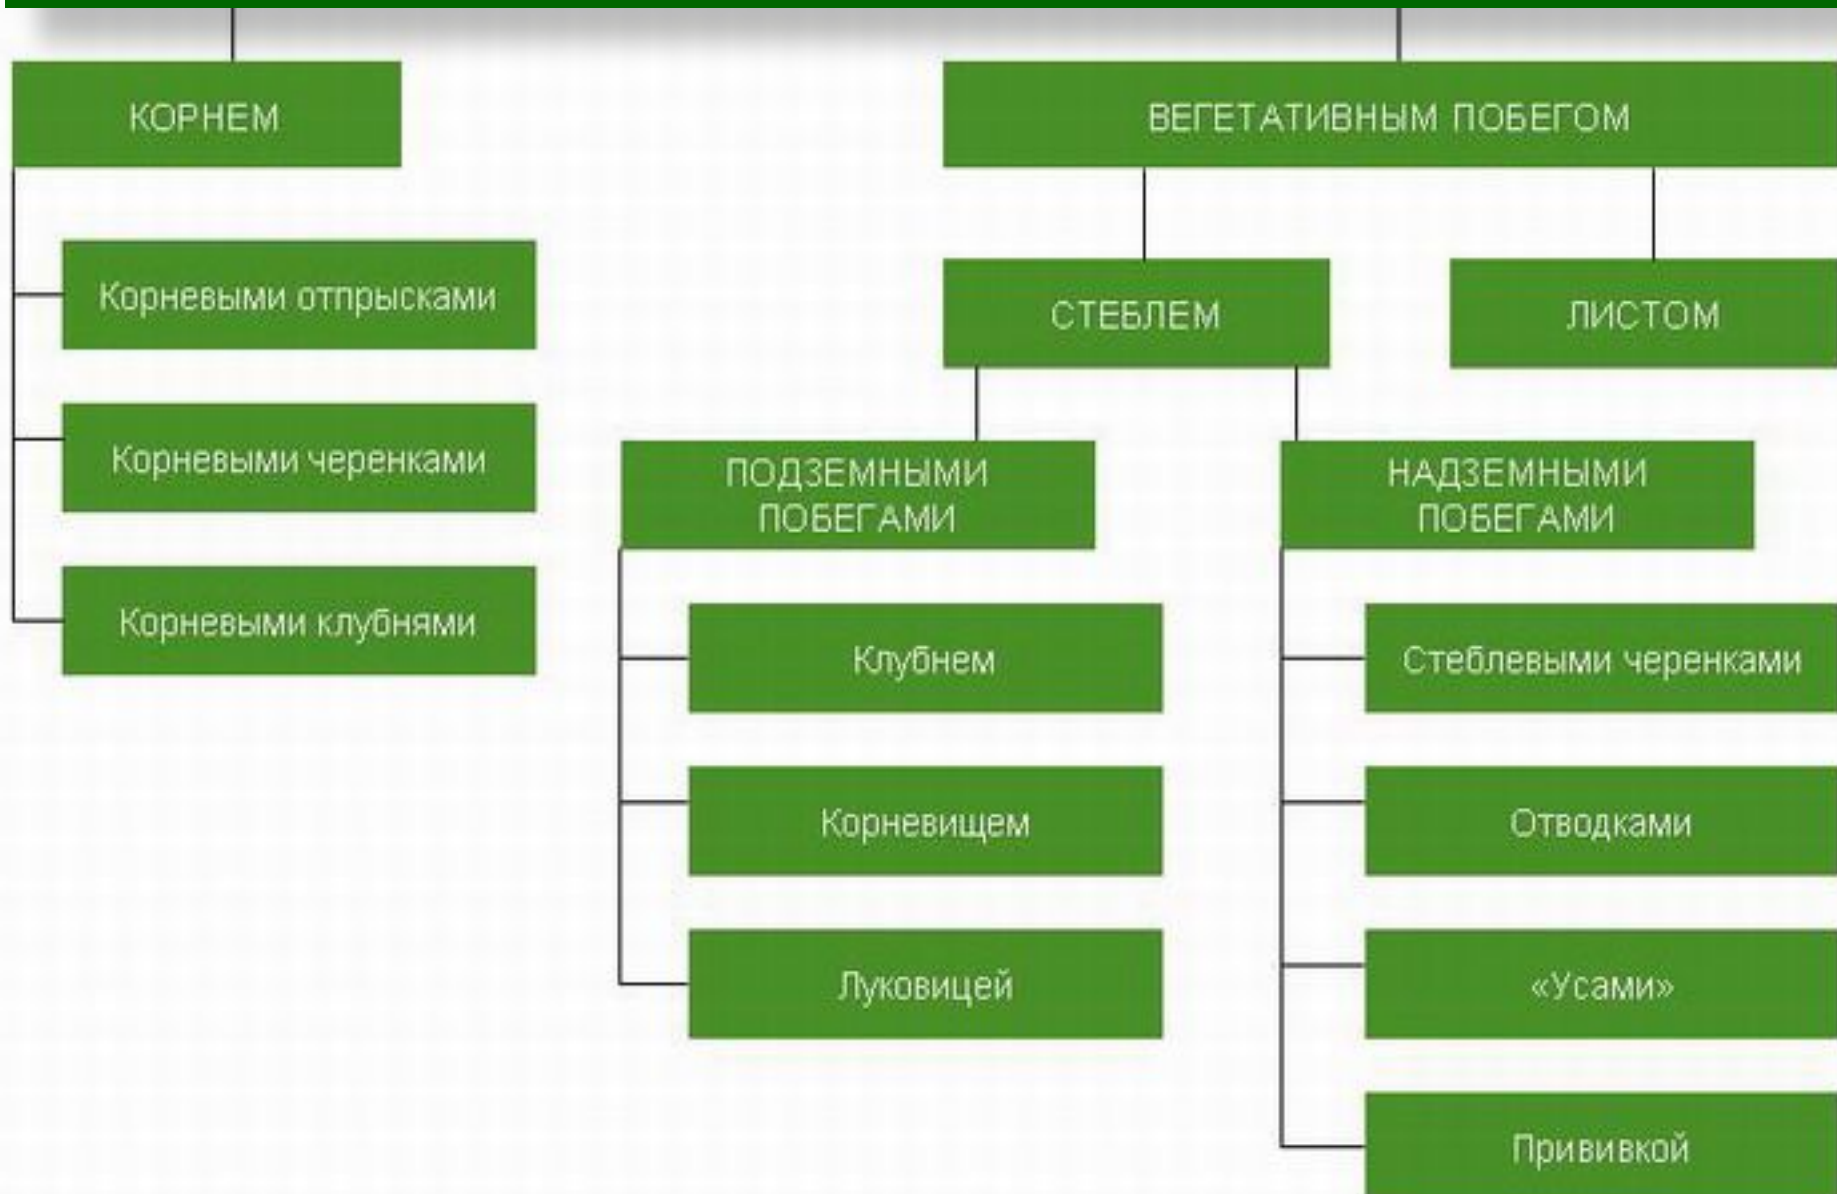 КОРНЕМ
Корневыми отпрысками
Корневыми черенками
Корневыми клубнями
ВЕГЕТАТИВНЫМ ПОБЕГОМ
СТЕБЛЕМ
ЛИСТОМ
ПОДЗЕМНЫМИ
ПОБЕГАМИ
Клубнем
Корневищем
Луковицей
НАДЗЕМНЫМИ
ПОБЕГАМИ
Стеблевыми черенками
Отводками
«Усами»
Прививкой